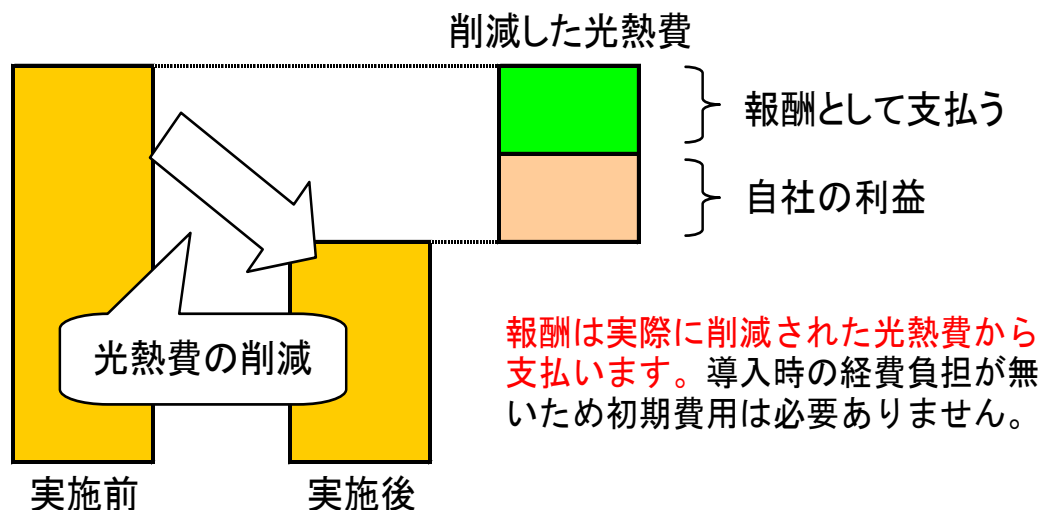 削減した光熱費
報酬として支払う
自社の利益
光熱費の削減
報酬は実際に削減された光熱費から
支払います。導入時の経費負担が無
いため初期費用は必要ありません。
実施前
実施後